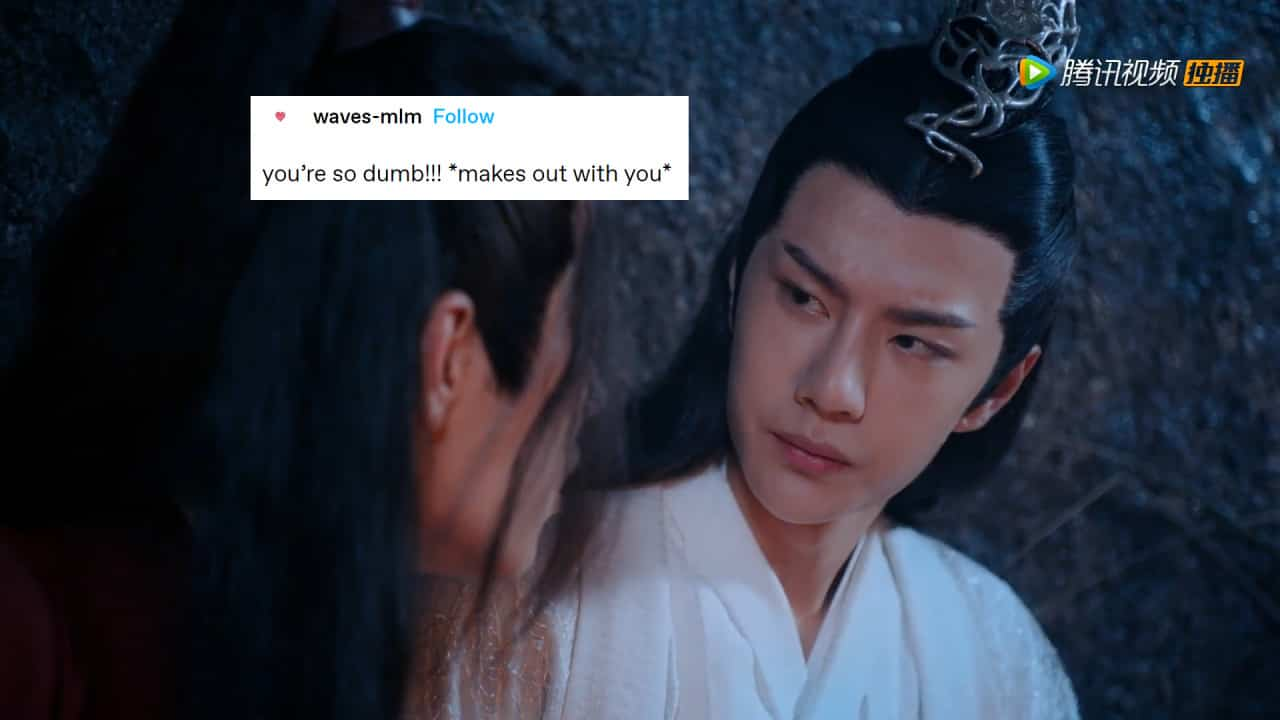 腾讯视频 独播
waves-mlm Follow
you’re so dumb!!! *makes out with you*